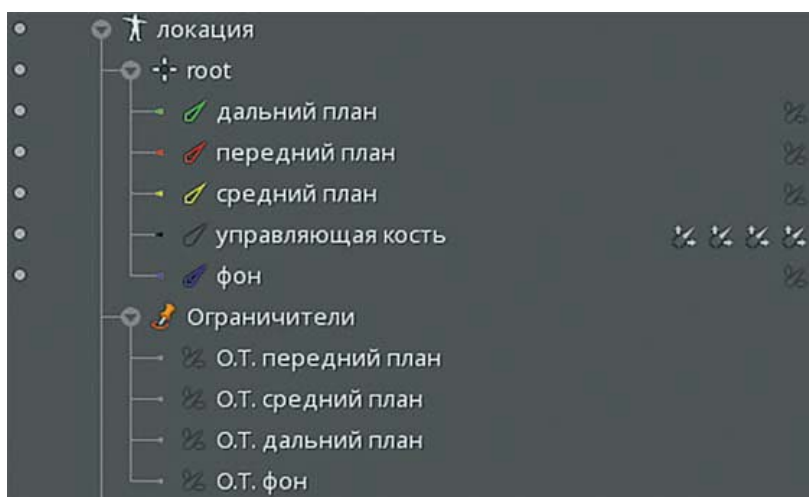 локация
root
дальний план
передний план
средний план
управляющая кость
фон
Ограничители
О.Т. передний план
О.Т. средний план
О.Т. дальний план
О.Т. фон